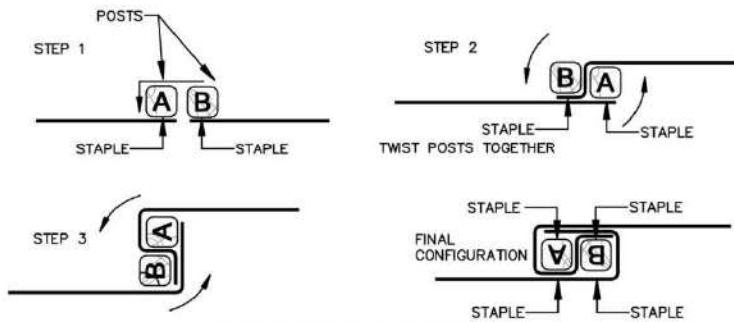 POSTS
STEP 1
A B
STAPLE STAPLE
STEP 2
B A
STAPLE STAPLE
TWIST POSTS TOGETHER
STEP 3
A
B
STAPLE STAPLE
FINAL
CONFIGURATION
A B
STAPLE STAPLE